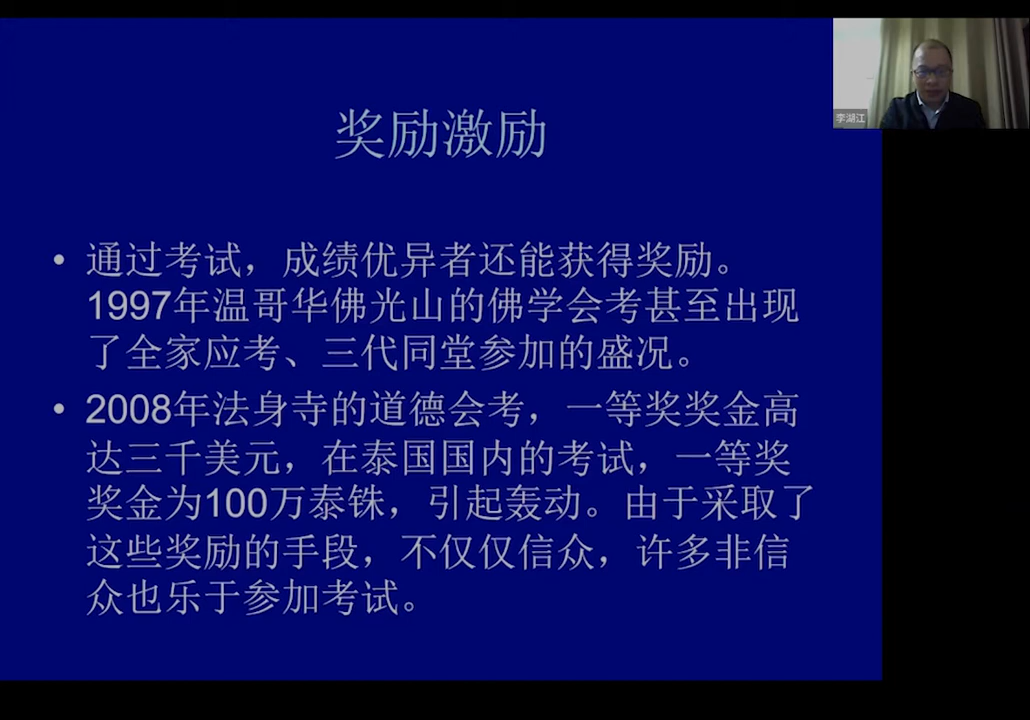 李湖江
奖励激励
• 通过考试，成绩优异者还能获得奖励。
1997年温哥华佛光山的佛学会考甚至出现
了全家应考、三代同堂参加的盛况。
• 2008年法身寺的道德会考，一等奖奖金高
达三千美元，在泰国国内的考试，一等奖
奖金为100万泰铢，引起轰动。由于采取了
这些奖励的手段，不仅仅信众，许多非信
众也乐于参加考试。